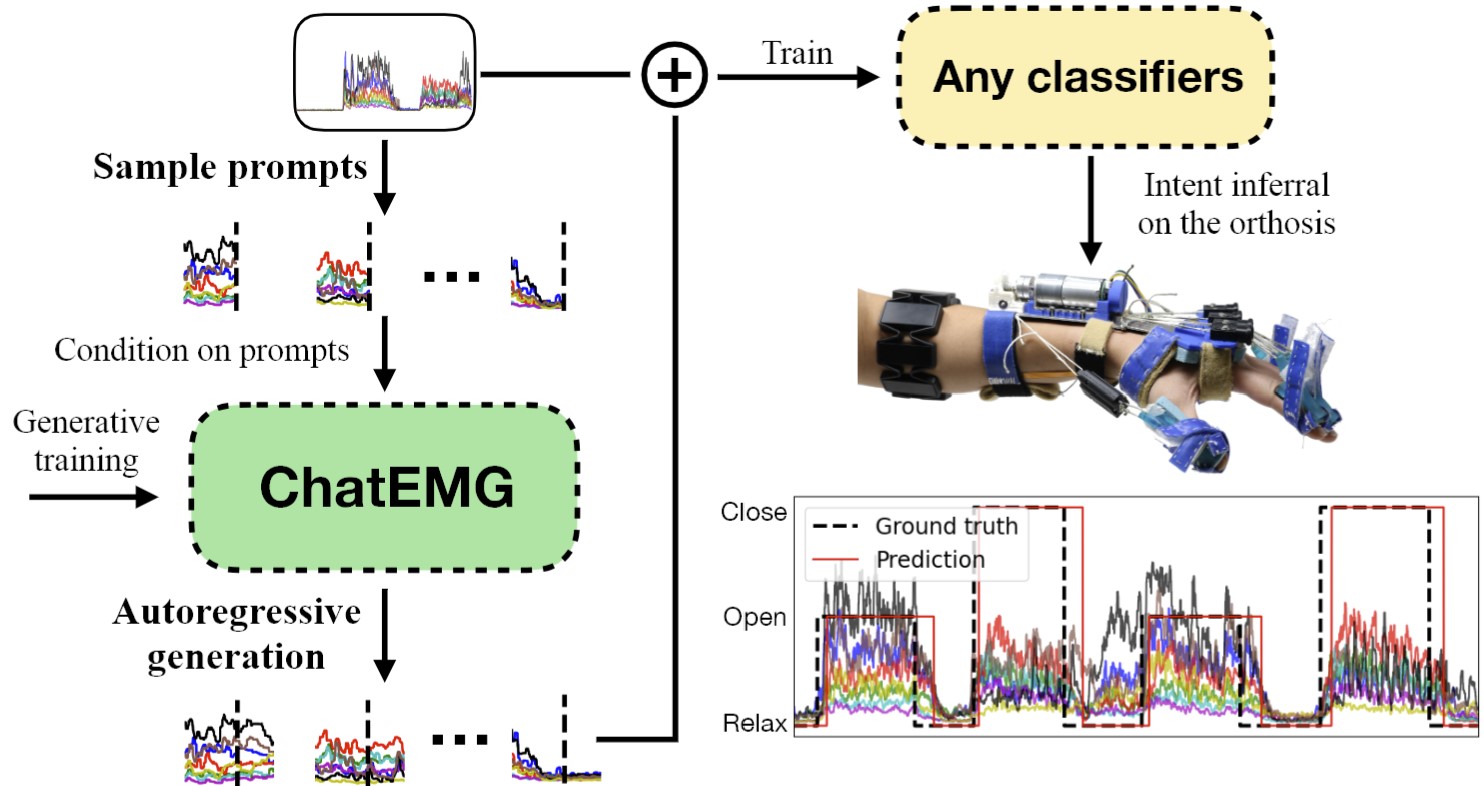 Train
Any classifiers
Sample prompts
Intent inferral
on the orthosis
Condition on prompts
Generative
training
ChatEMG
Autoregressive
generation
Close
Ground truth
Prediction
Open
Relax